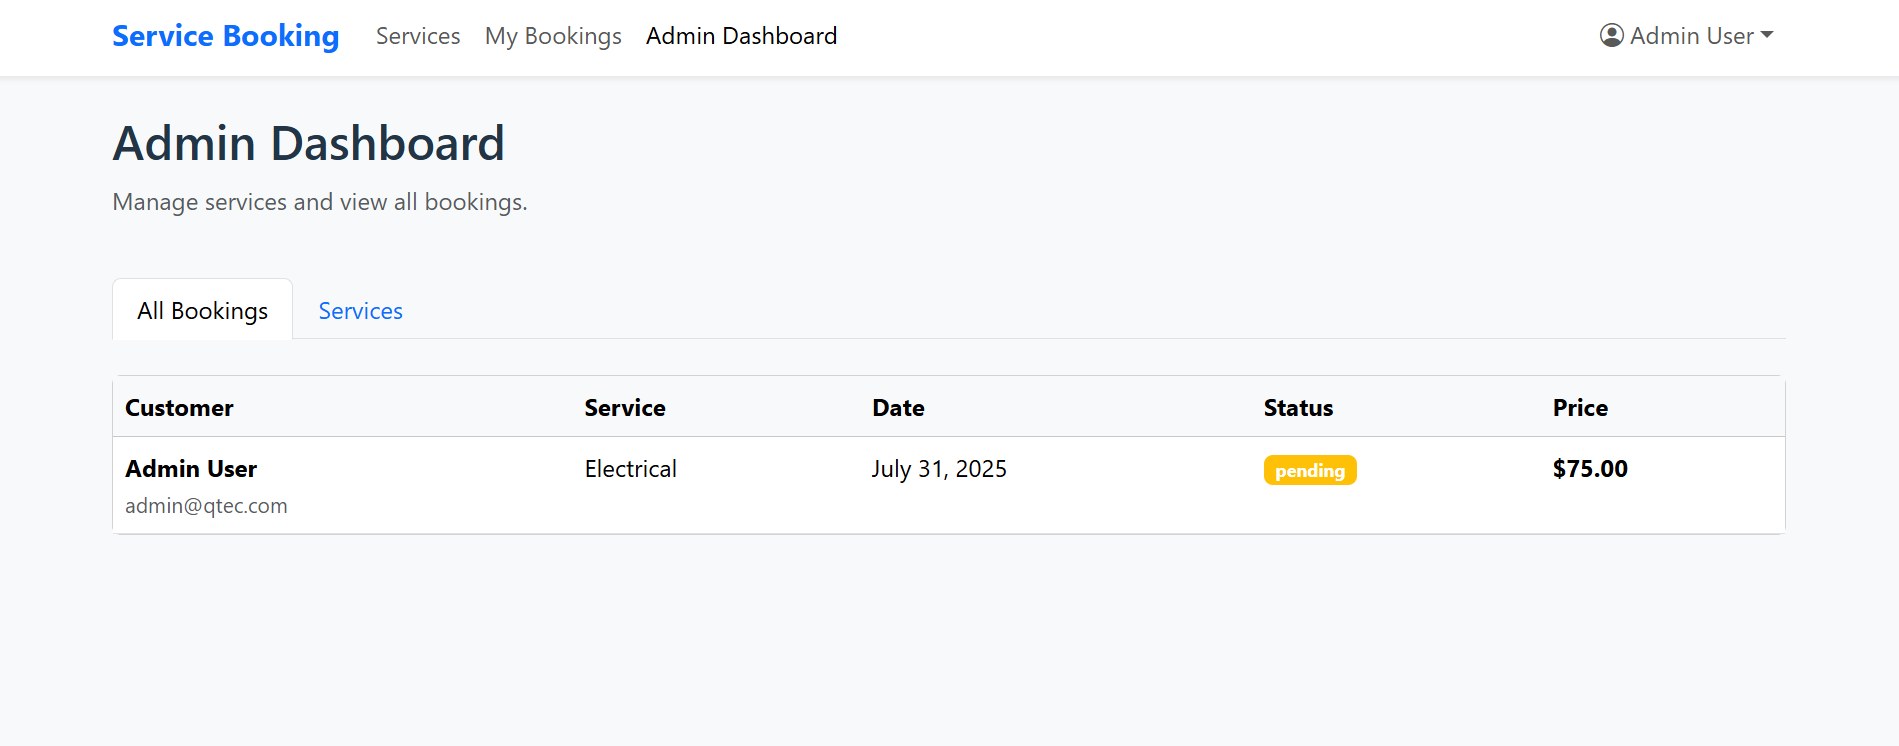 Service Booking Services My Bookings Admin Dashboard Admin User
Admin Dashboard
Manage services and view all bookings.
All Bookings Services
Customer Service Date Status Price
Admin User Electrical July 31, 2025 pending $75.00
admin@qtec.com